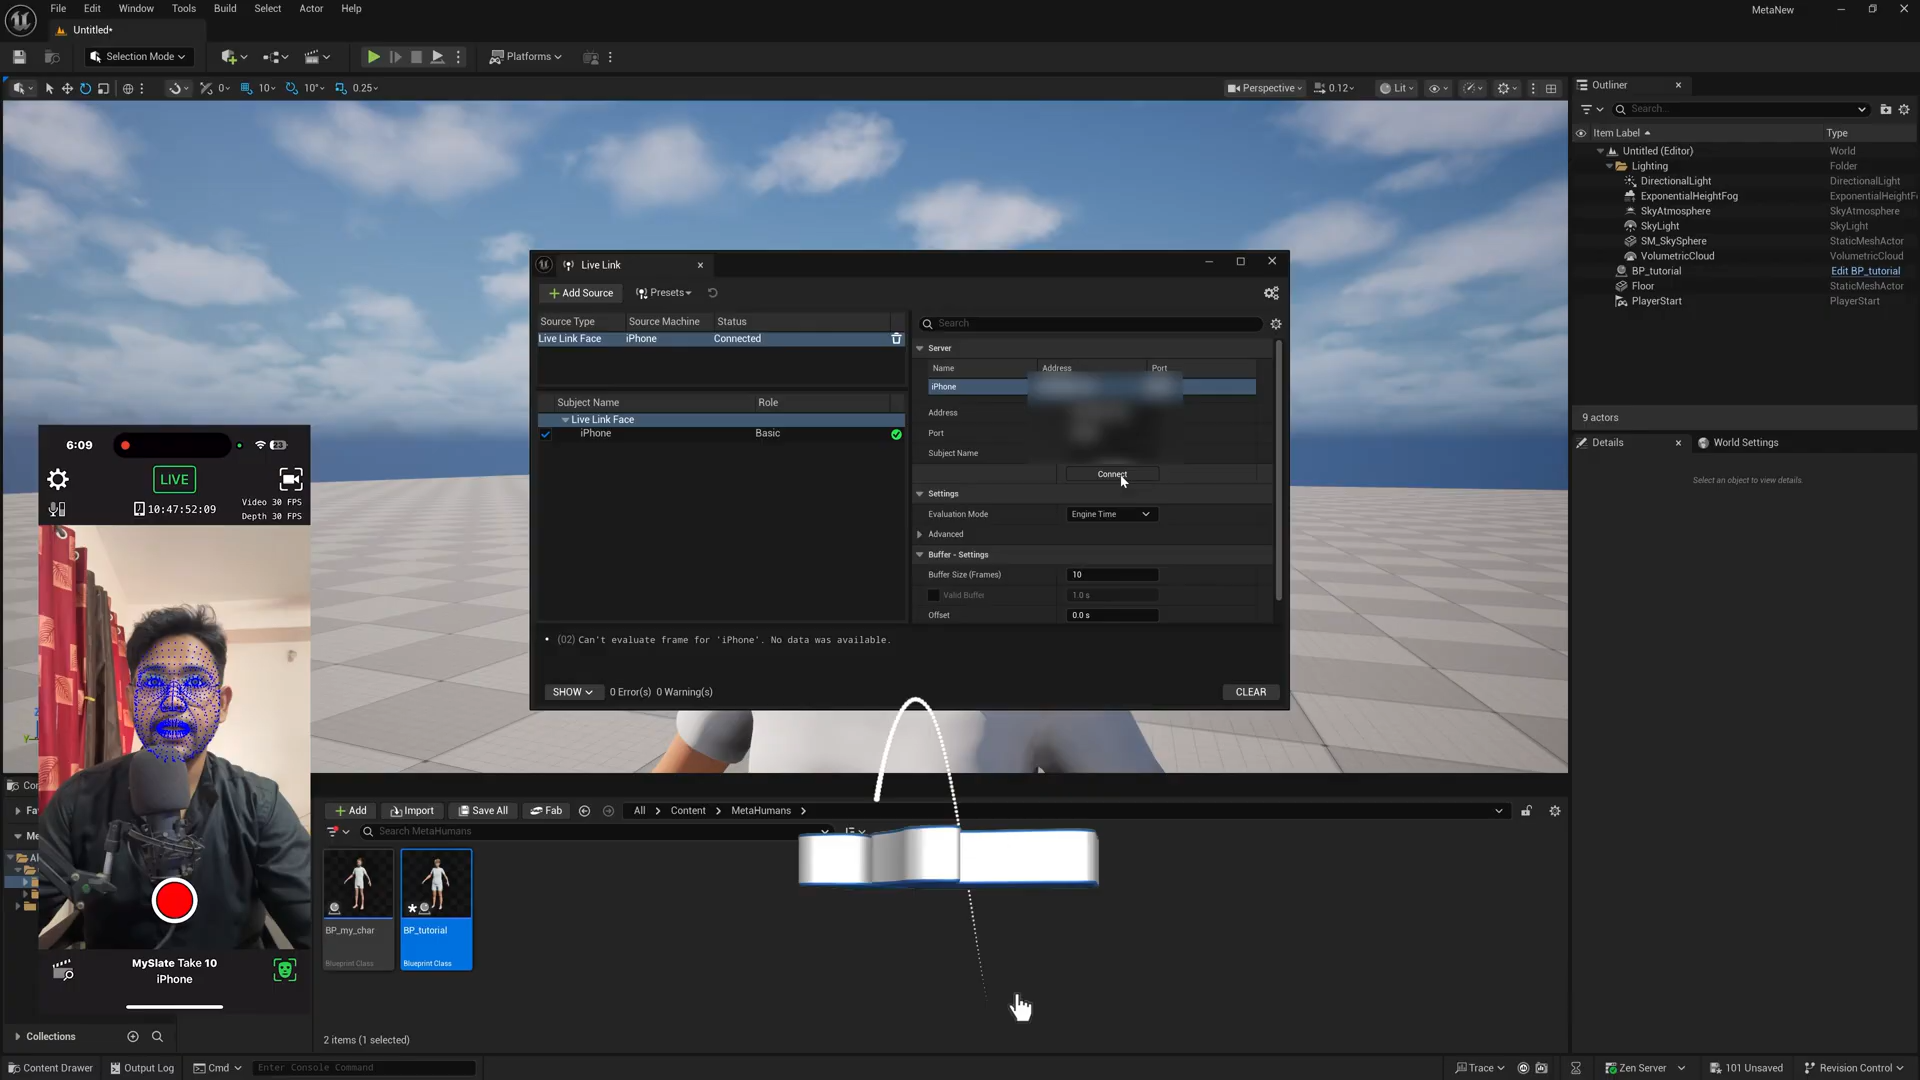 File Edit Window Tools Build Select Actor Help
MetaNew
Untitled*
Selection Mode
Platforms
0 10 10° 0.25
Perspective 0.12 Lit
Outliner
Search...
Item Label Type
Untitled (Editor) World
Lighting Folder
DirectionalLight DirectionalLight
ExponentialHeightFog ExponentialHeightF
SkyAtmosphere SkyAtmosphere
SkyLight SkyLight
SM_SkySphere StaticMeshActor
VolumetricCloud VolumetricCloud
BP_tutorial Edit BP_tutorial
Floor StaticMeshActor
PlayerStart PlayerStart
9 actors
Details World Settings
Select an object to view details
Live Link
Add Source Presets
Source Type Source Machine Status
Live Link Face iPhone Connected
Subject Name Role
Live Link Face
iPhone Basic
Search
Server
Name Address Port
iPhone
Address
Port
Subject Name
Connect
Settings
Evaluation Mode Engine Time
Advanced
Buffer - Settings
Buffer Size (Frames) 10
Valid Buffer 1.0 s
Offset 0.0 s
(02) Can't evaluate frame for 'iPhone'. No data was available.
SHOW 0 Error(s) 0 Warning(s) CLEAR
6:09 23
LIVE
10:47:52:09
Video 30 FPS
Depth 30 FPS
MySlate Take 10
iPhone
Add Import Save All Fab All Content MetaHumans
Search MetaHumans
BP_my_char
Blueprint Class
BP_tutorial
Blueprint Class
2 items (1 selected)
Collections
Content Drawer Output Log Cmd Enter Console Command
Trace Zen Server 101 Unsaved Revision Control